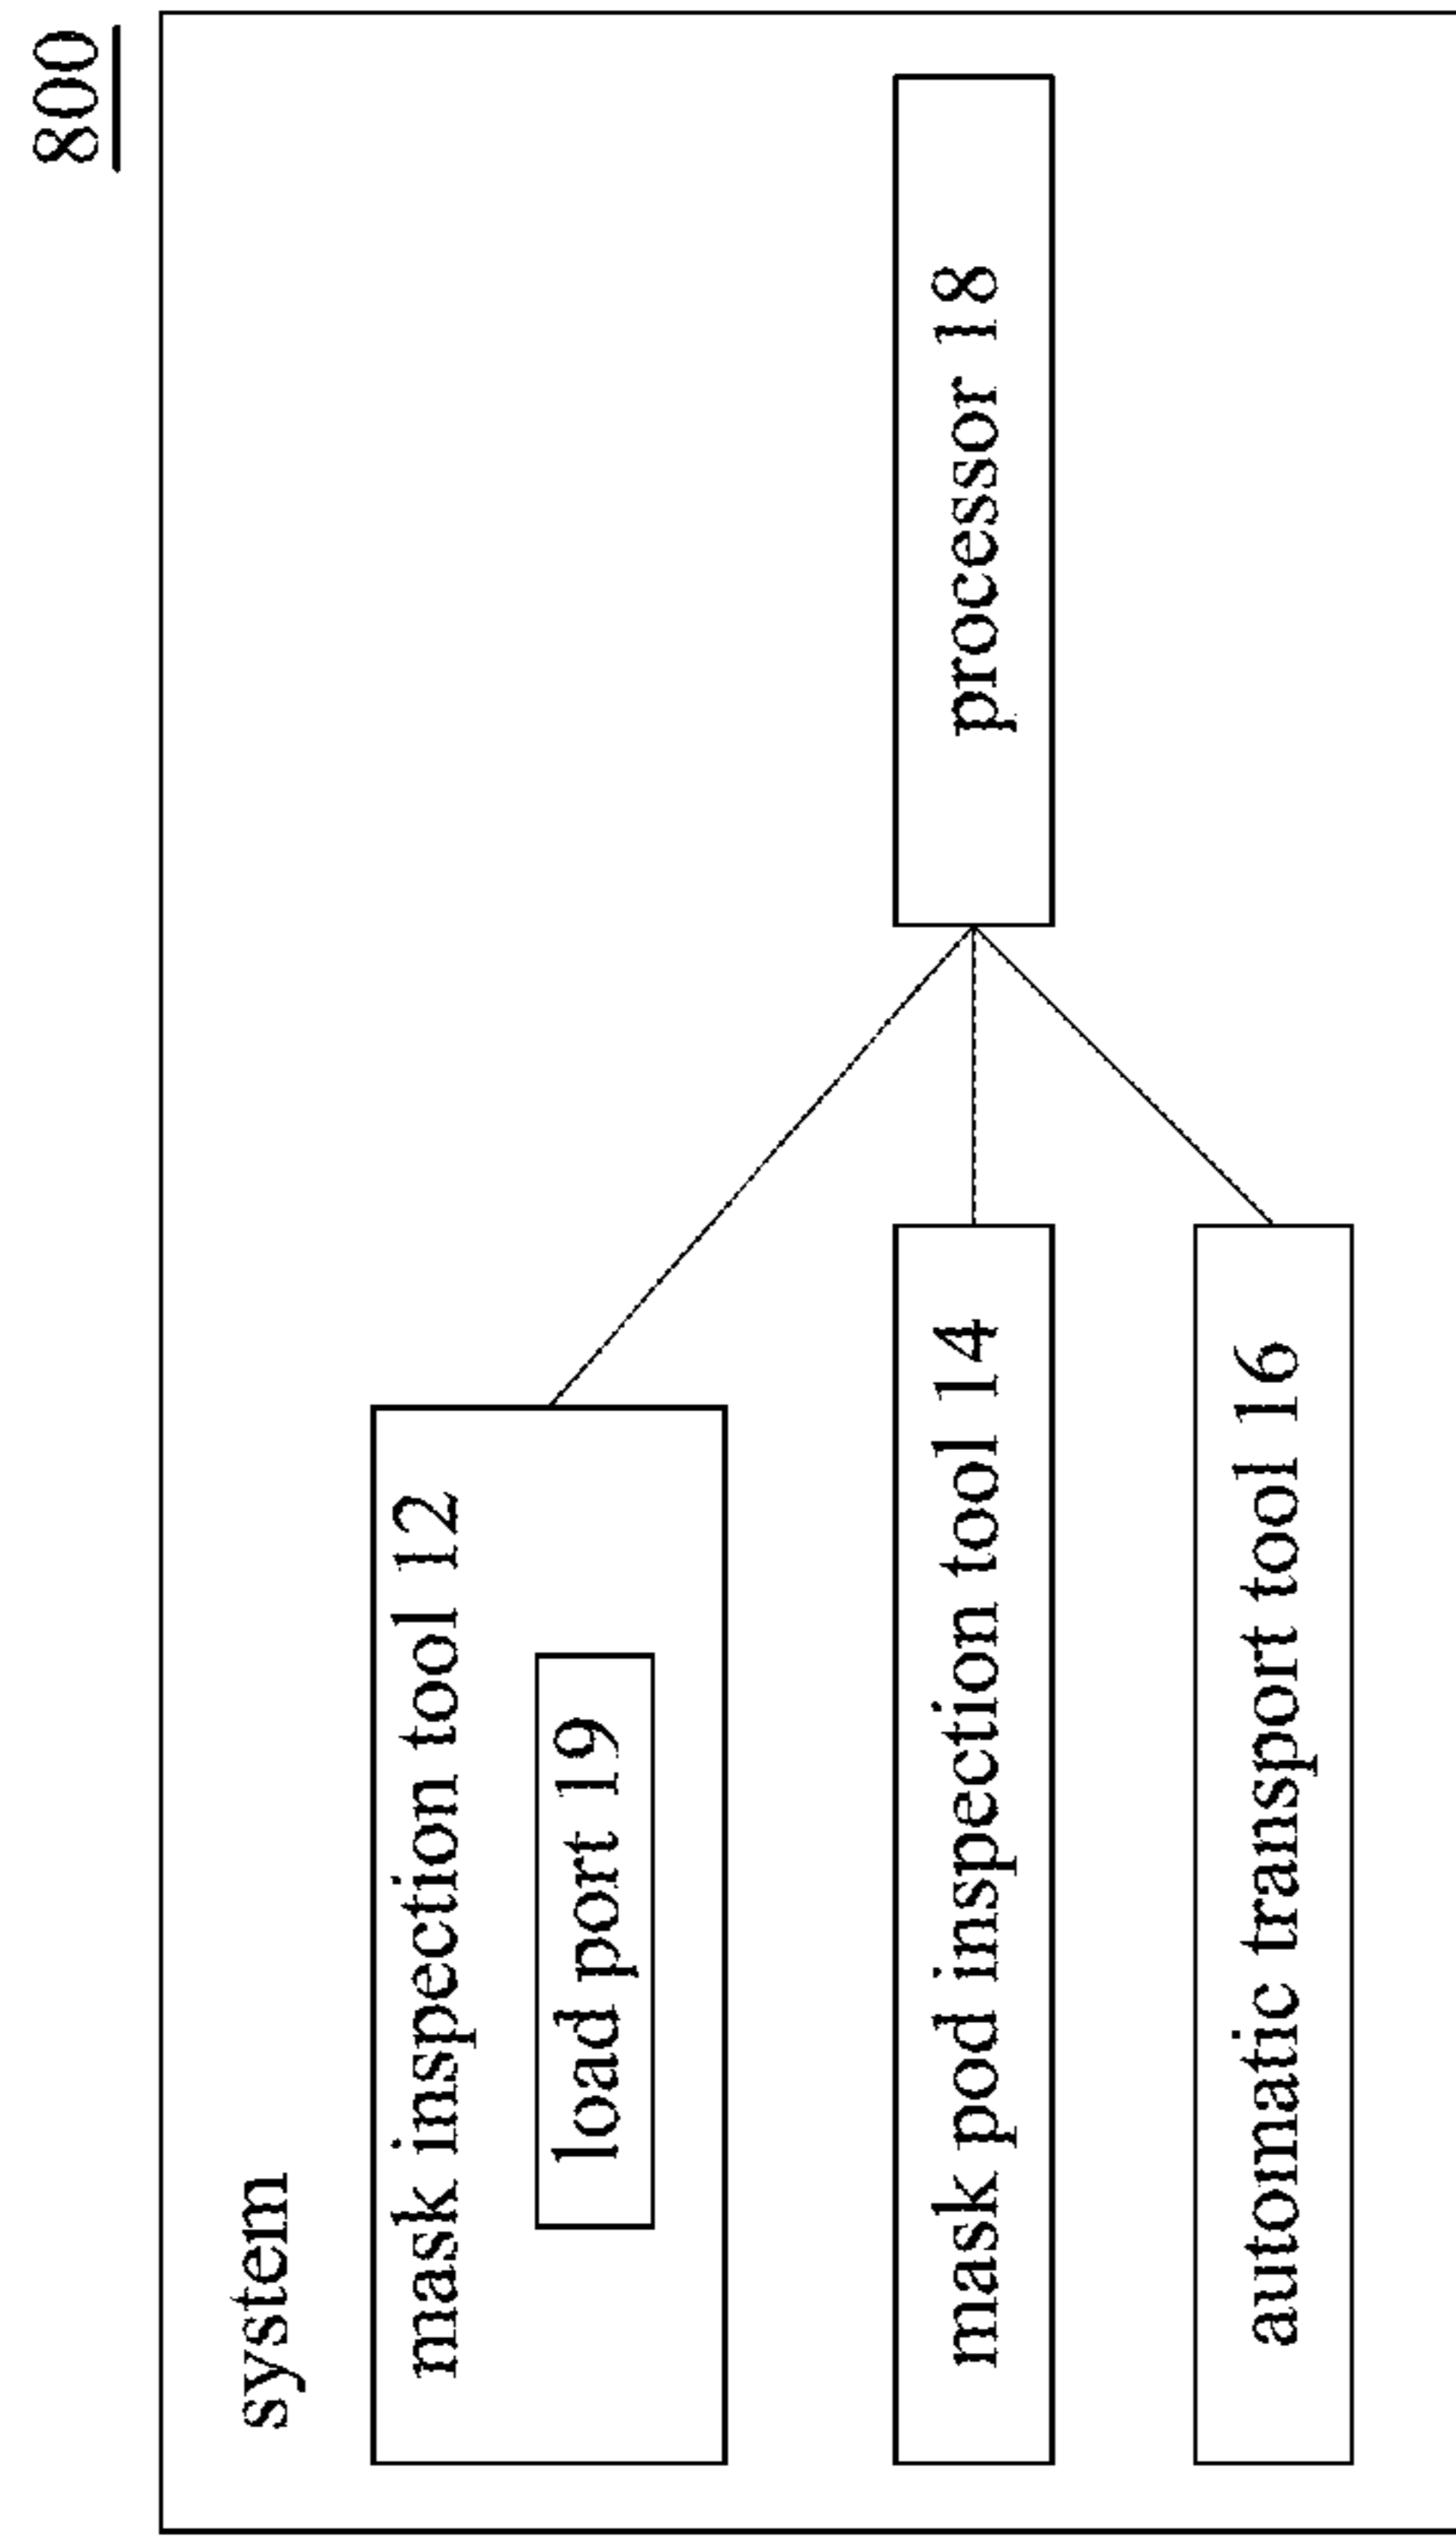 800
system
mask inspection tool 12
load port 19
mask pod inspection tool 14
automatic transport tool 16
processor 18